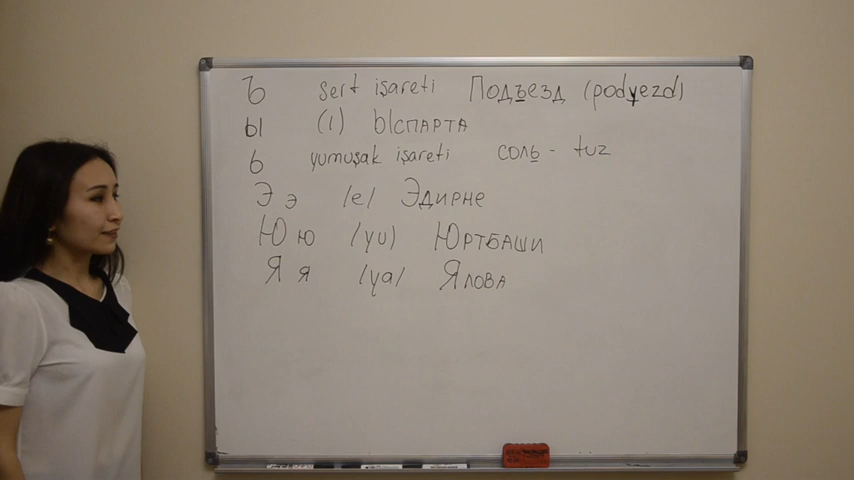 Ъ sert işareti Подъезд (podyezd)
Ы (ı) Ыспарта
Ь yumuşak işareti соль - tuz
Э э /e/ Эдирне
Ю ю /yu) Юртбаши
Я я /ya/ Ялова